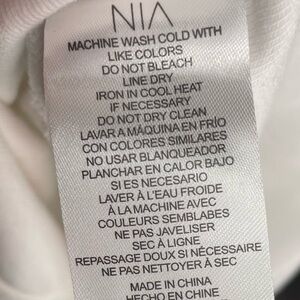 NIA
MACHINE WASH COLD WITH
LIKE COLORS
DO NOT BLEACH
LINE DRY
IRON IN COOL HEAT
IF NECESSARY
DO NOT DRY CLEAN
LAVAR A MÁQUINA EN FRÍO
CON COLORES SIMILARES
NO USAR BLANQUEADOR
PLANCHAR EN CALOR BAJO
SI ES NECESARIO
LAVER À L'EAU FROIDE
À LA MACHINE AVEC
COULEURS SEMBLABES
NE PAS JAVELISER
SEC À LIGNE
REPASSAGE DOUX SI NÉCESSAIRE
NE PAS NETTOYER À SEC
MADE IN CHINA
HECHO EN CHINE